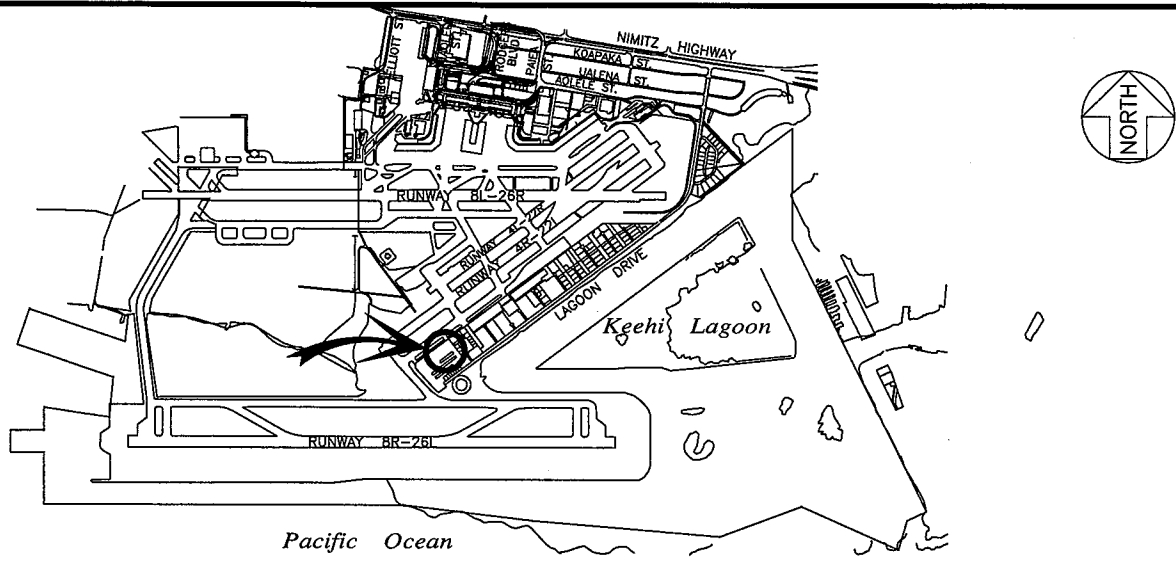 NIMITZ HIGHWAY
ELLIOTT ST.
RODGERS BLVD
PAIEA ST.
KOAPAKA ST.
UALENA ST.
AOLELE ST.
NORTH
RUNWAY 8L-26R
RUNWAY 4L-22R
RUNWAY 4R-22L
LAGOON DRIVE
Keehi Lagoon
RUNWAY 8R-26L
Pacific Ocean